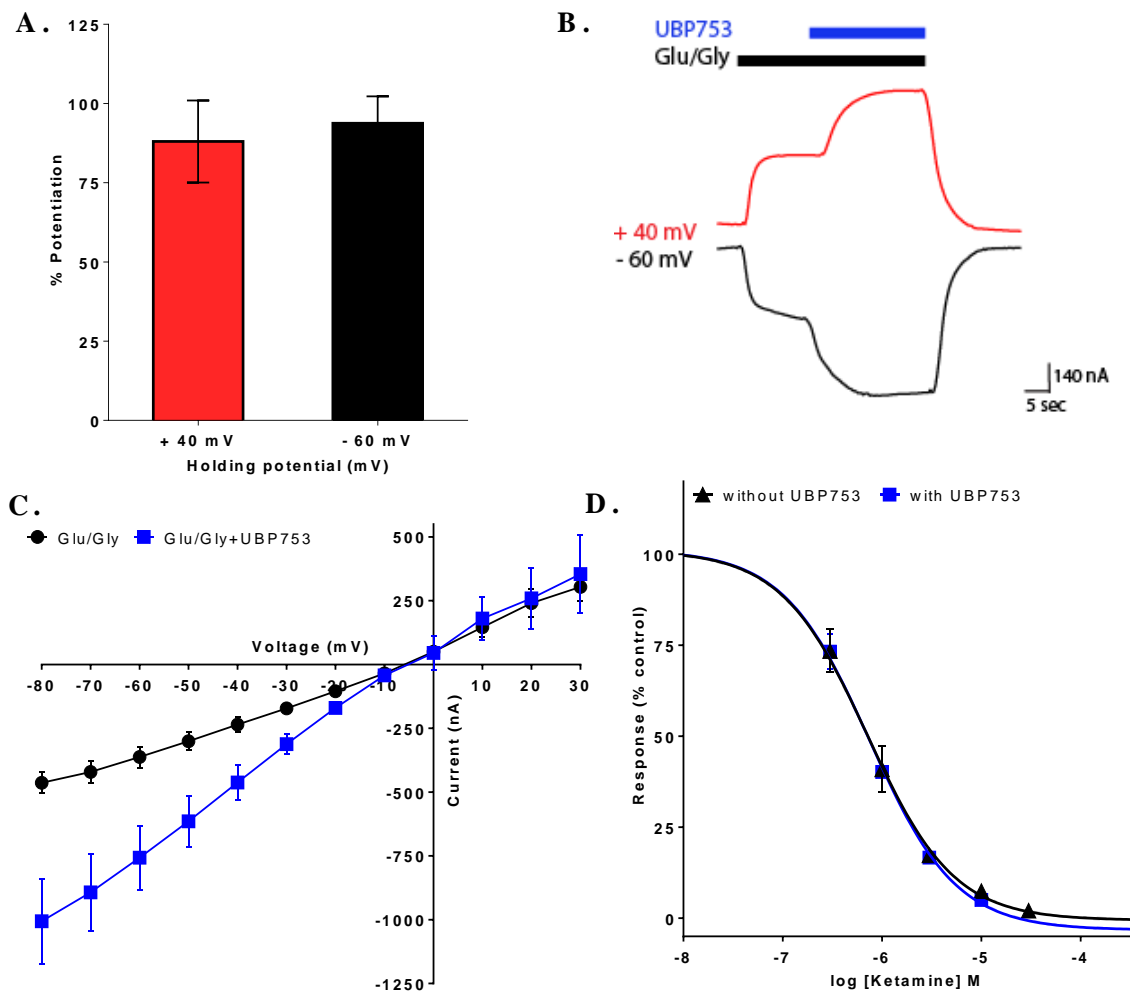 A.
125
100
75
50
25
0
% Potentiation
+ 40 mV
- 60 mV
Holding potential (mV)
B.
UBP753
Glu/Gly
+ 40 mV
- 60 mV
140 nA
5 sec
C.
Glu/Gly
Glu/Gly+UBP753
500
250
Voltage (mV)
-80 -70 -60 -50 -40 -30 -20 -10 10 20 30
-250
-500
-750
-1000
-1250
Current (nA)
D.
without UBP753
with UBP753
100
75
50
25
0
Response (% control)
-8 -7 -6 -5 -4
log [Ketamine] M